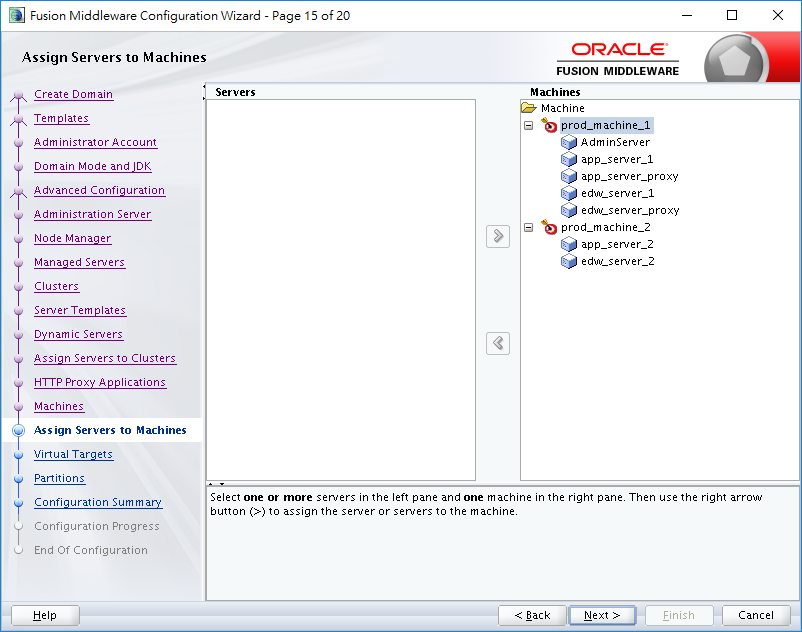 Fusion Middleware Configuration Wizard - Page 15 of 20
Assign Servers to Machines
ORACLE
FUSION MIDDLEWARE
Create Domain
Templates
Administrator Account
Domain Mode and JDK
Advanced Configuration
Administration Server
Node Manager
Managed Servers
Clusters
Server Templates
Dynamic Servers
Assign Servers to Clusters
HTTP Proxy Applications
Machines
Assign Servers to Machines
Virtual Targets
Partitions
Configuration Summary
Configuration Progress
End Of Configuration
Servers
Machines
Machine
prod_machine_1
AdminServer
app_server_1
app_server_proxy
edw_server_1
edw_server_proxy
prod_machine_2
app_server_2
edw_server_2
Select one or more servers in the left pane and one machine in the right pane. Then use the right arrow
button (>) to assign the server or servers to the machine.
Help
< Back
Next >
Finish
Cancel